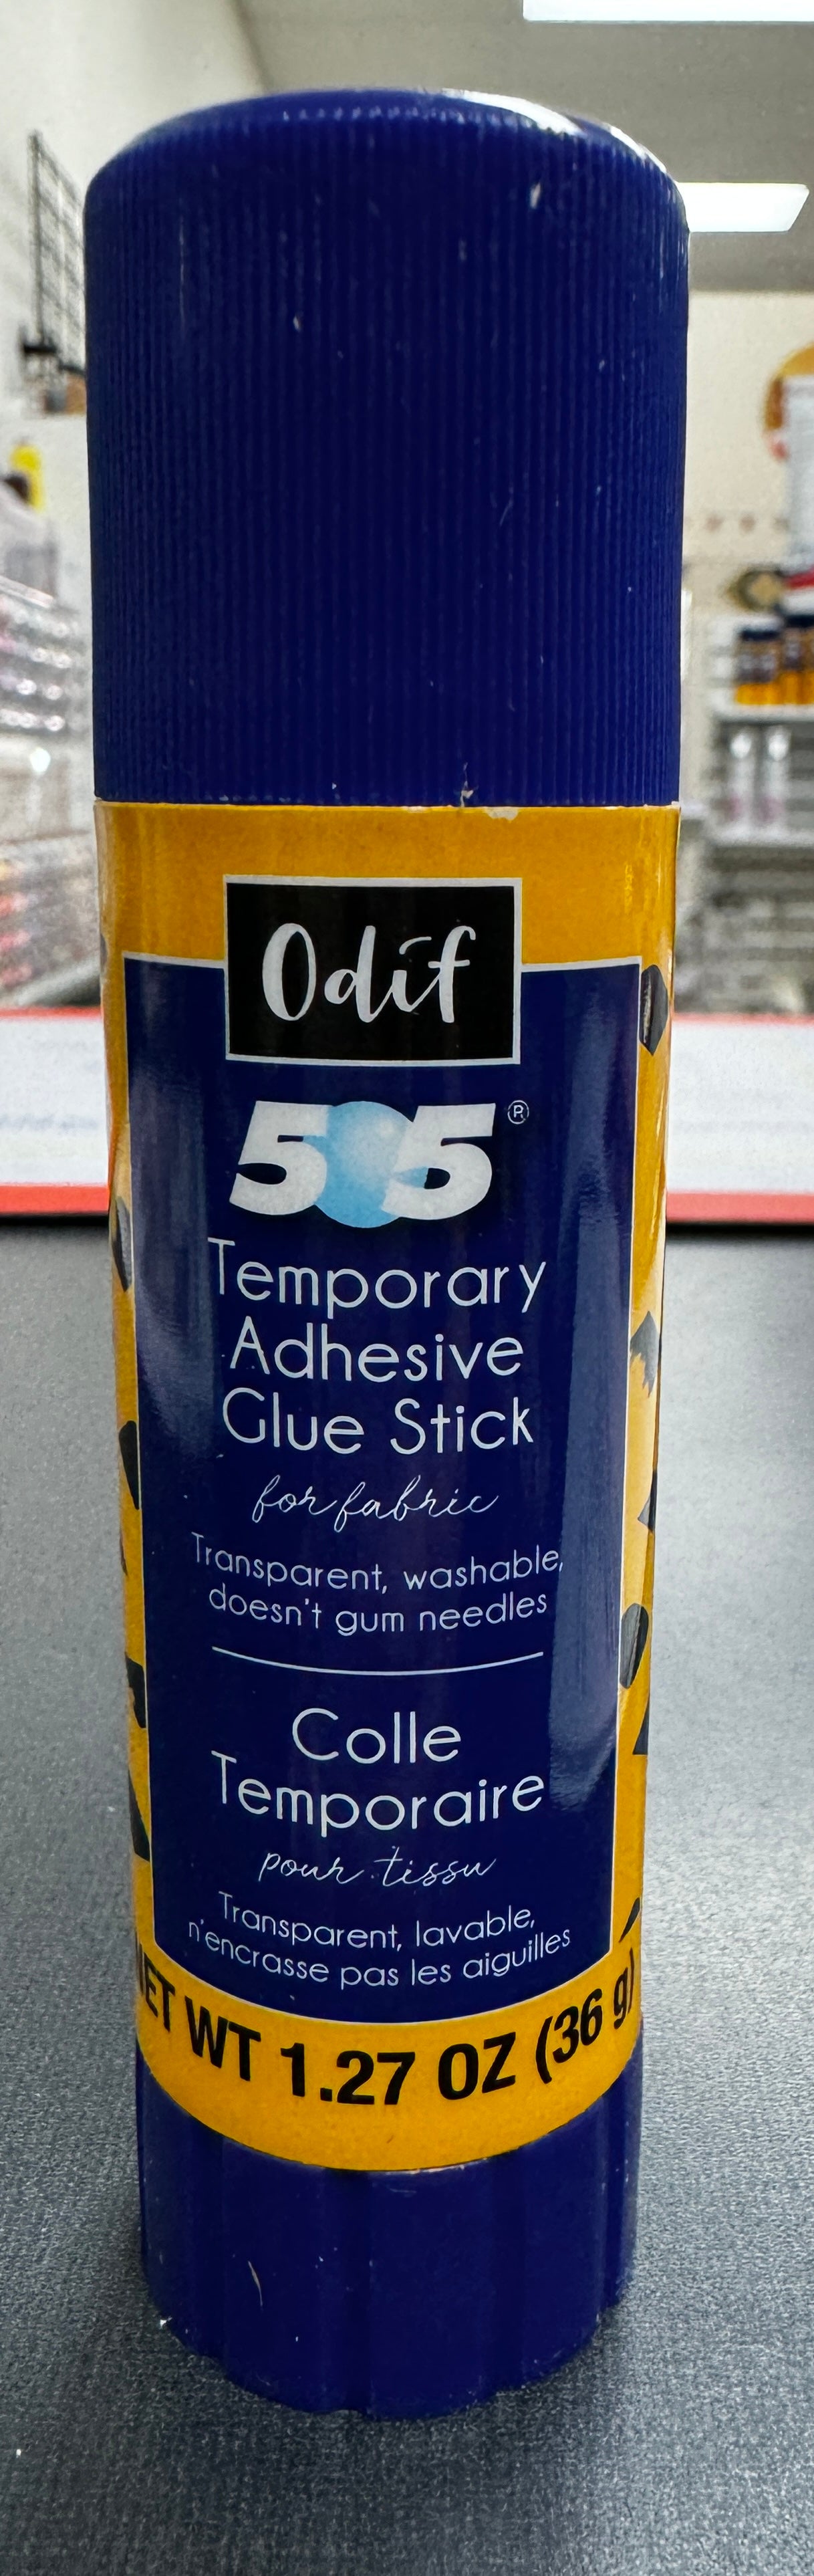 Odif
505®
Temporary
Adhesive
Glue Stick
for fabric
Transparent, washable,
doesn't gum needles
Colle
Temporaire
pour tissu
Transparent, lavable,
n'encrasse pas les aiguilles
NET WT 1.27 OZ (36 g)